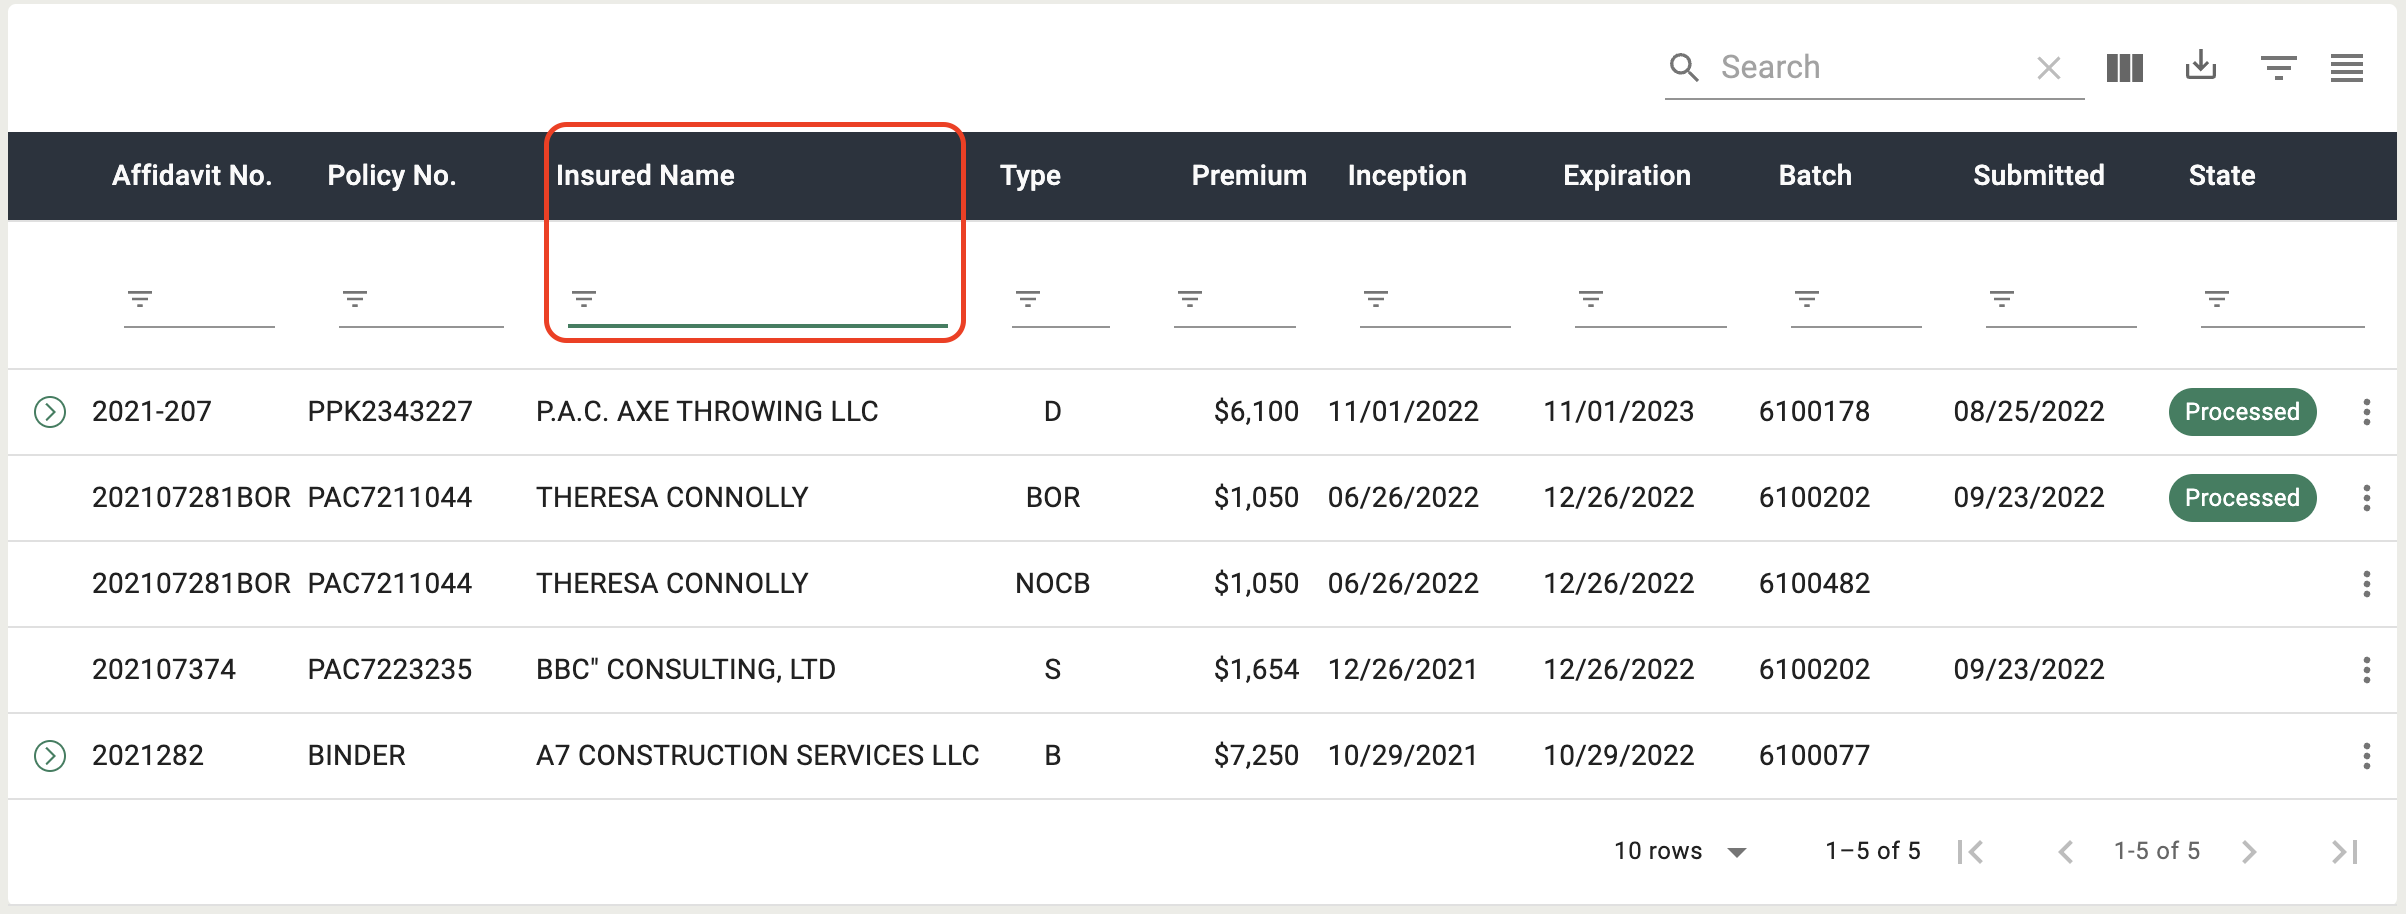 Search
Affidavit No. Policy No. Insured Name Type Premium Inception Expiration Batch Submitted State
2021-207 PPK2343227 P.A.C. AXE THROWING LLC D $6,100 11/01/2022 11/01/2023 6100178 08/25/2022 Processed
202107281BOR PAC7211044 THERESA CONNOLLY BOR $1,050 06/26/2022 12/26/2022 6100202 09/23/2022 Processed
202107281BOR PAC7211044 THERESA CONNOLLY NOCB $1,050 06/26/2022 12/26/2022 6100482
202107374 PAC7223235 BBC" CONSULTING, LTD S $1,654 12/26/2021 12/26/2022 6100202 09/23/2022
2021282 BINDER A7 CONSTRUCTION SERVICES LLC B $7,250 10/29/2021 10/29/2022 6100077
10 rows 1–5 of 5 1-5 of 5